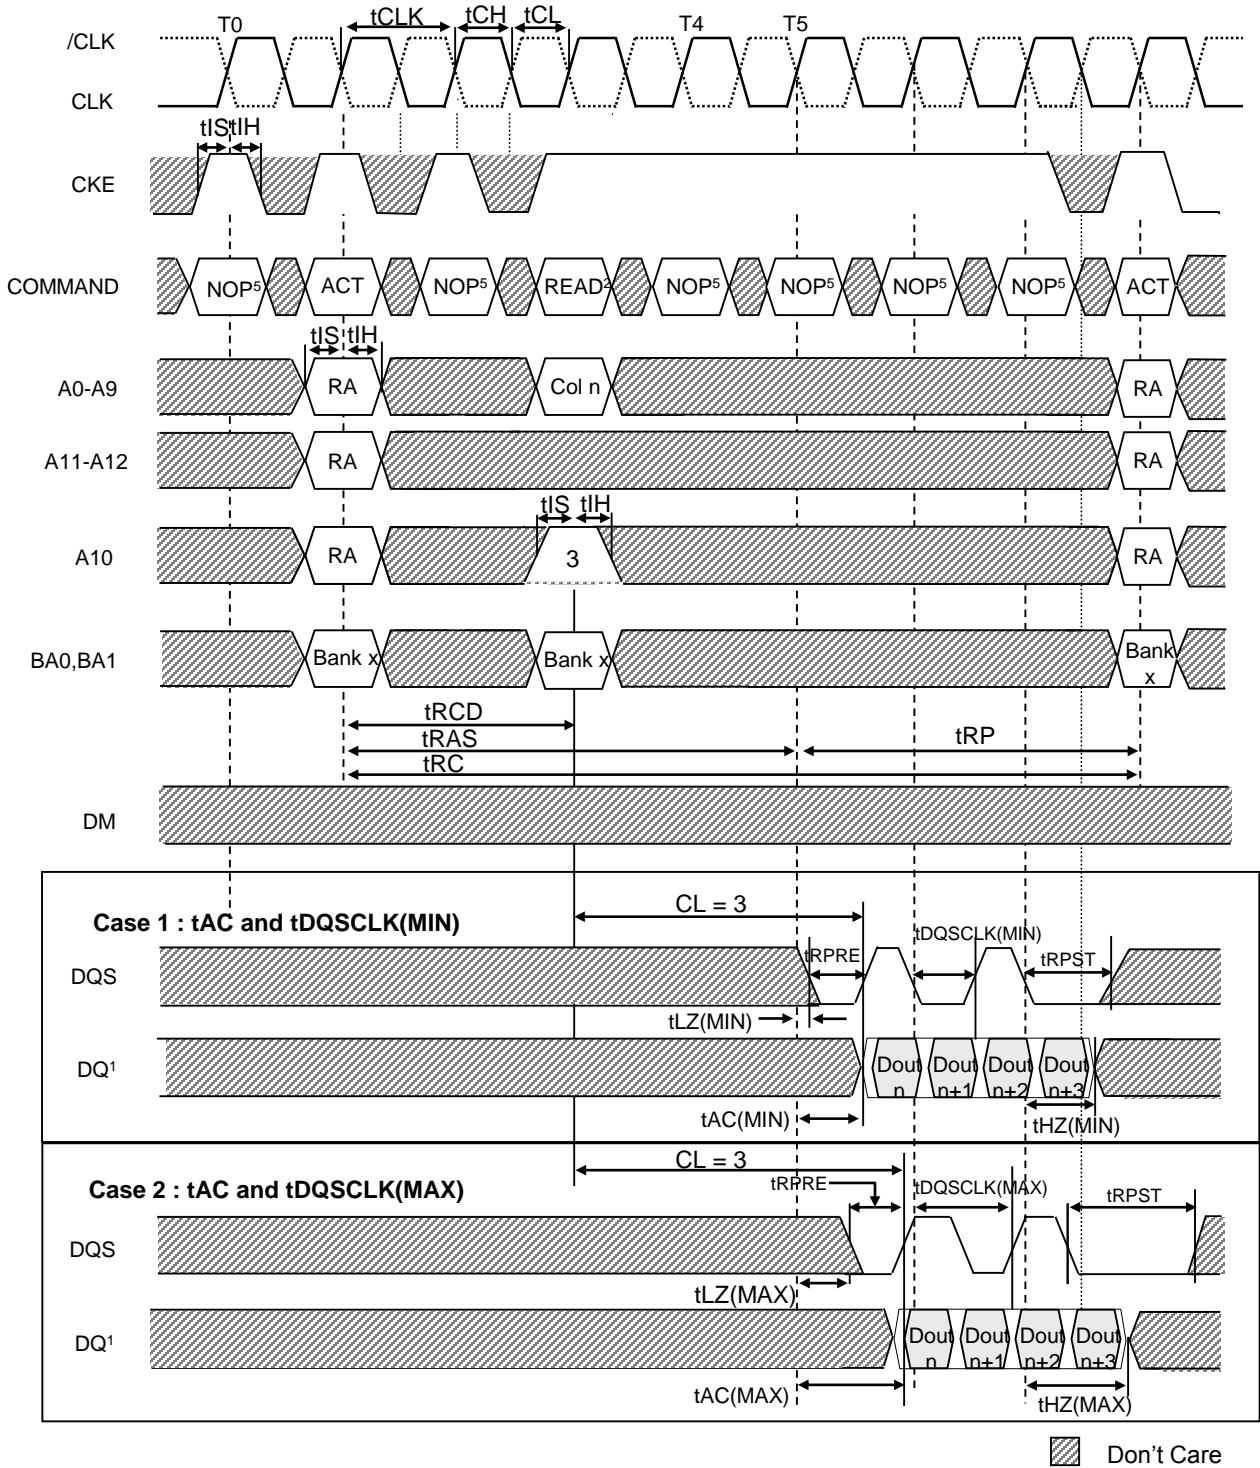 tCLK tCH tCL
T0 T4 T5
/CLK
CLK
tIS tIH
CKE
COMMAND NOP⁵ ACT NOP⁵ READ² NOP⁵ NOP⁵ NOP⁵ NOP⁵ ACT
tIS tIH
A0-A9 RA Col n RA
A11-A12 RA RA
tIS tIH
A10 RA 3 RA
BA0,BA1 Bank x Bank x Bank x
tRCD
tRAS tRP
tRC
DM
CL = 3
Case 1 : tAC and tDQSCLK(MIN)
tDQSCLK(MIN)
tRPRE tRPST
DQS
tLZ(MIN)
DQ¹ Dout n Dout n+1 Dout n+2 Dout n+3
tAC(MIN) tHZ(MIN)
CL = 3
Case 2 : tAC and tDQSCLK(MAX)
tRPRE tDQSCLK(MAX) tRPST
DQS
tLZ(MAX)
DQ¹ Dout n Dout n+1 Dout n+2 Dout n+3
tAC(MAX) tHZ(MAX)
Don't Care